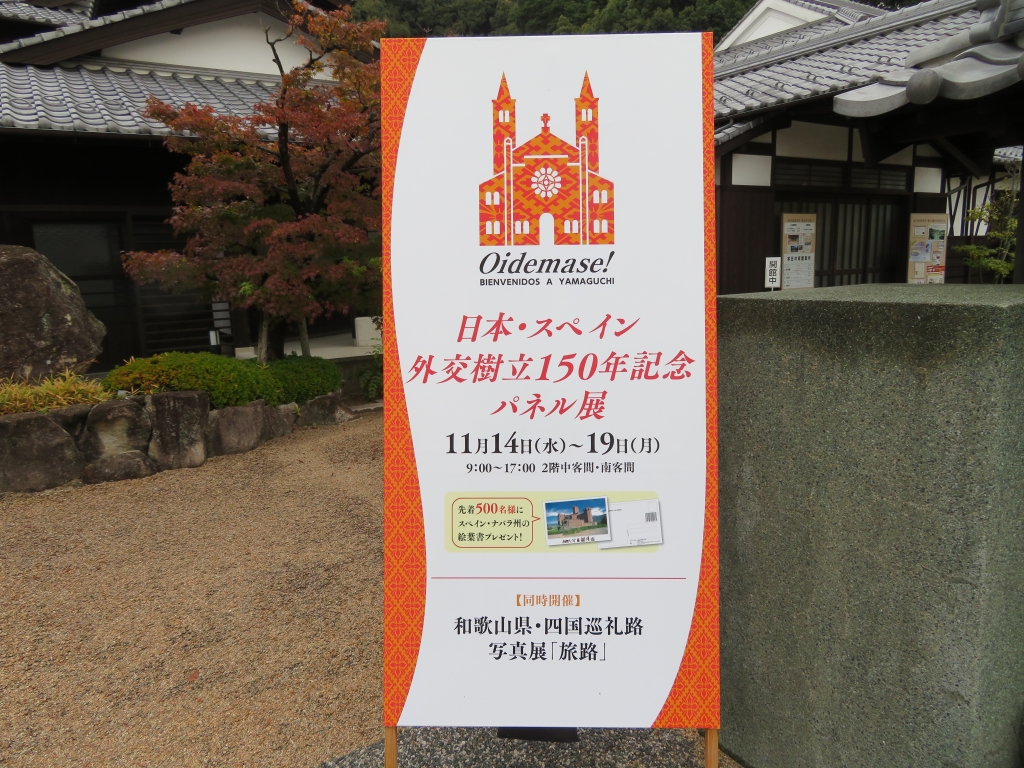 Oidemase!
BIENVENIDOS A YAMAGUCHI
日本・スペイン
外交樹立150年記念
パネル展
11月14日(水)～19日(月)
9:00～17:00 2階中客間・南客間
先着500名様に
スペイン・ナバラ州の
絵葉書プレゼント!
【同時開催】
和歌山県・四国巡礼路
写真展「旅路」
開館中